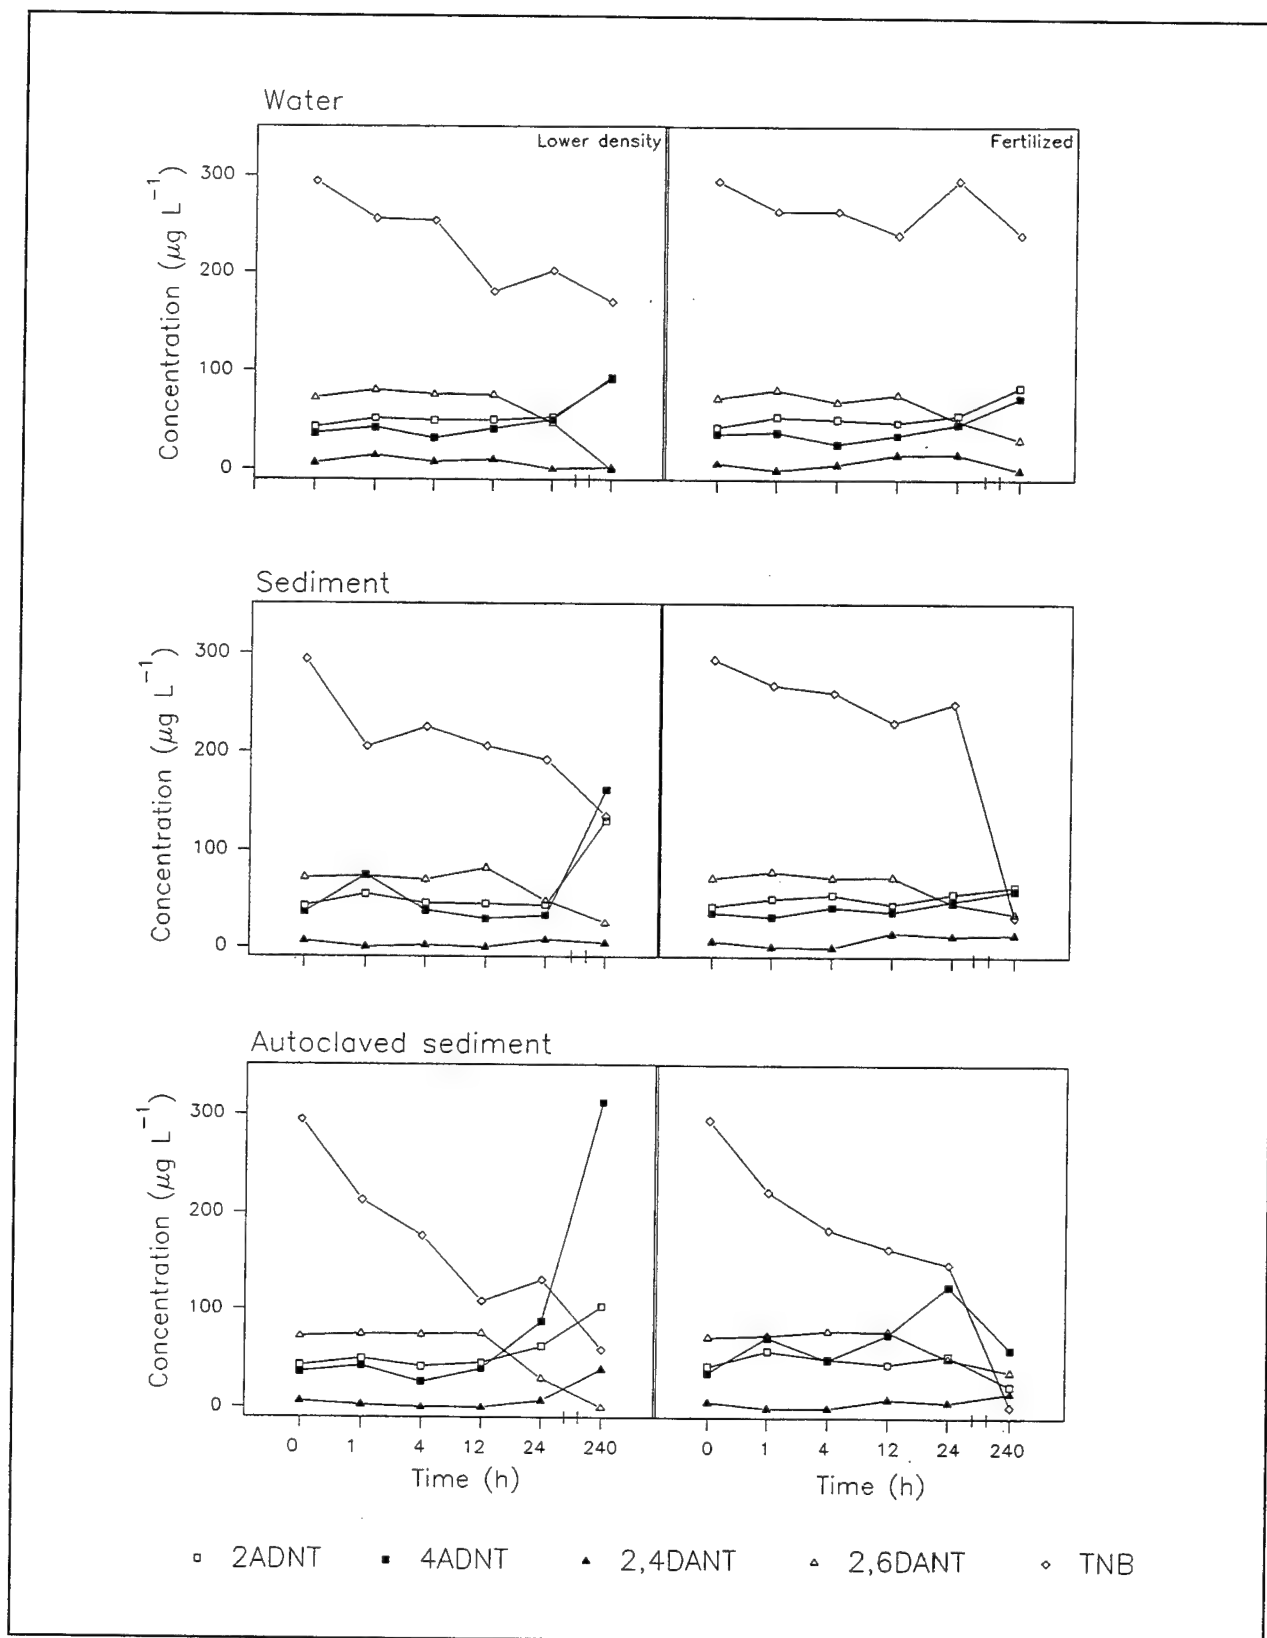 Water
Lower density
Fertilized
Concentration (μg L⁻¹)
300
200
100
0
Sediment
Concentration (μg L⁻¹)
300
200
100
0
Autoclaved sediment
Concentration (μg L⁻¹)
300
200
100
0
0 1 4 12 24 240
0 1 4 12 24 240
Time (h)
Time (h)
2ADNT 4ADNT 2,4DANT 2,6DANT TNB